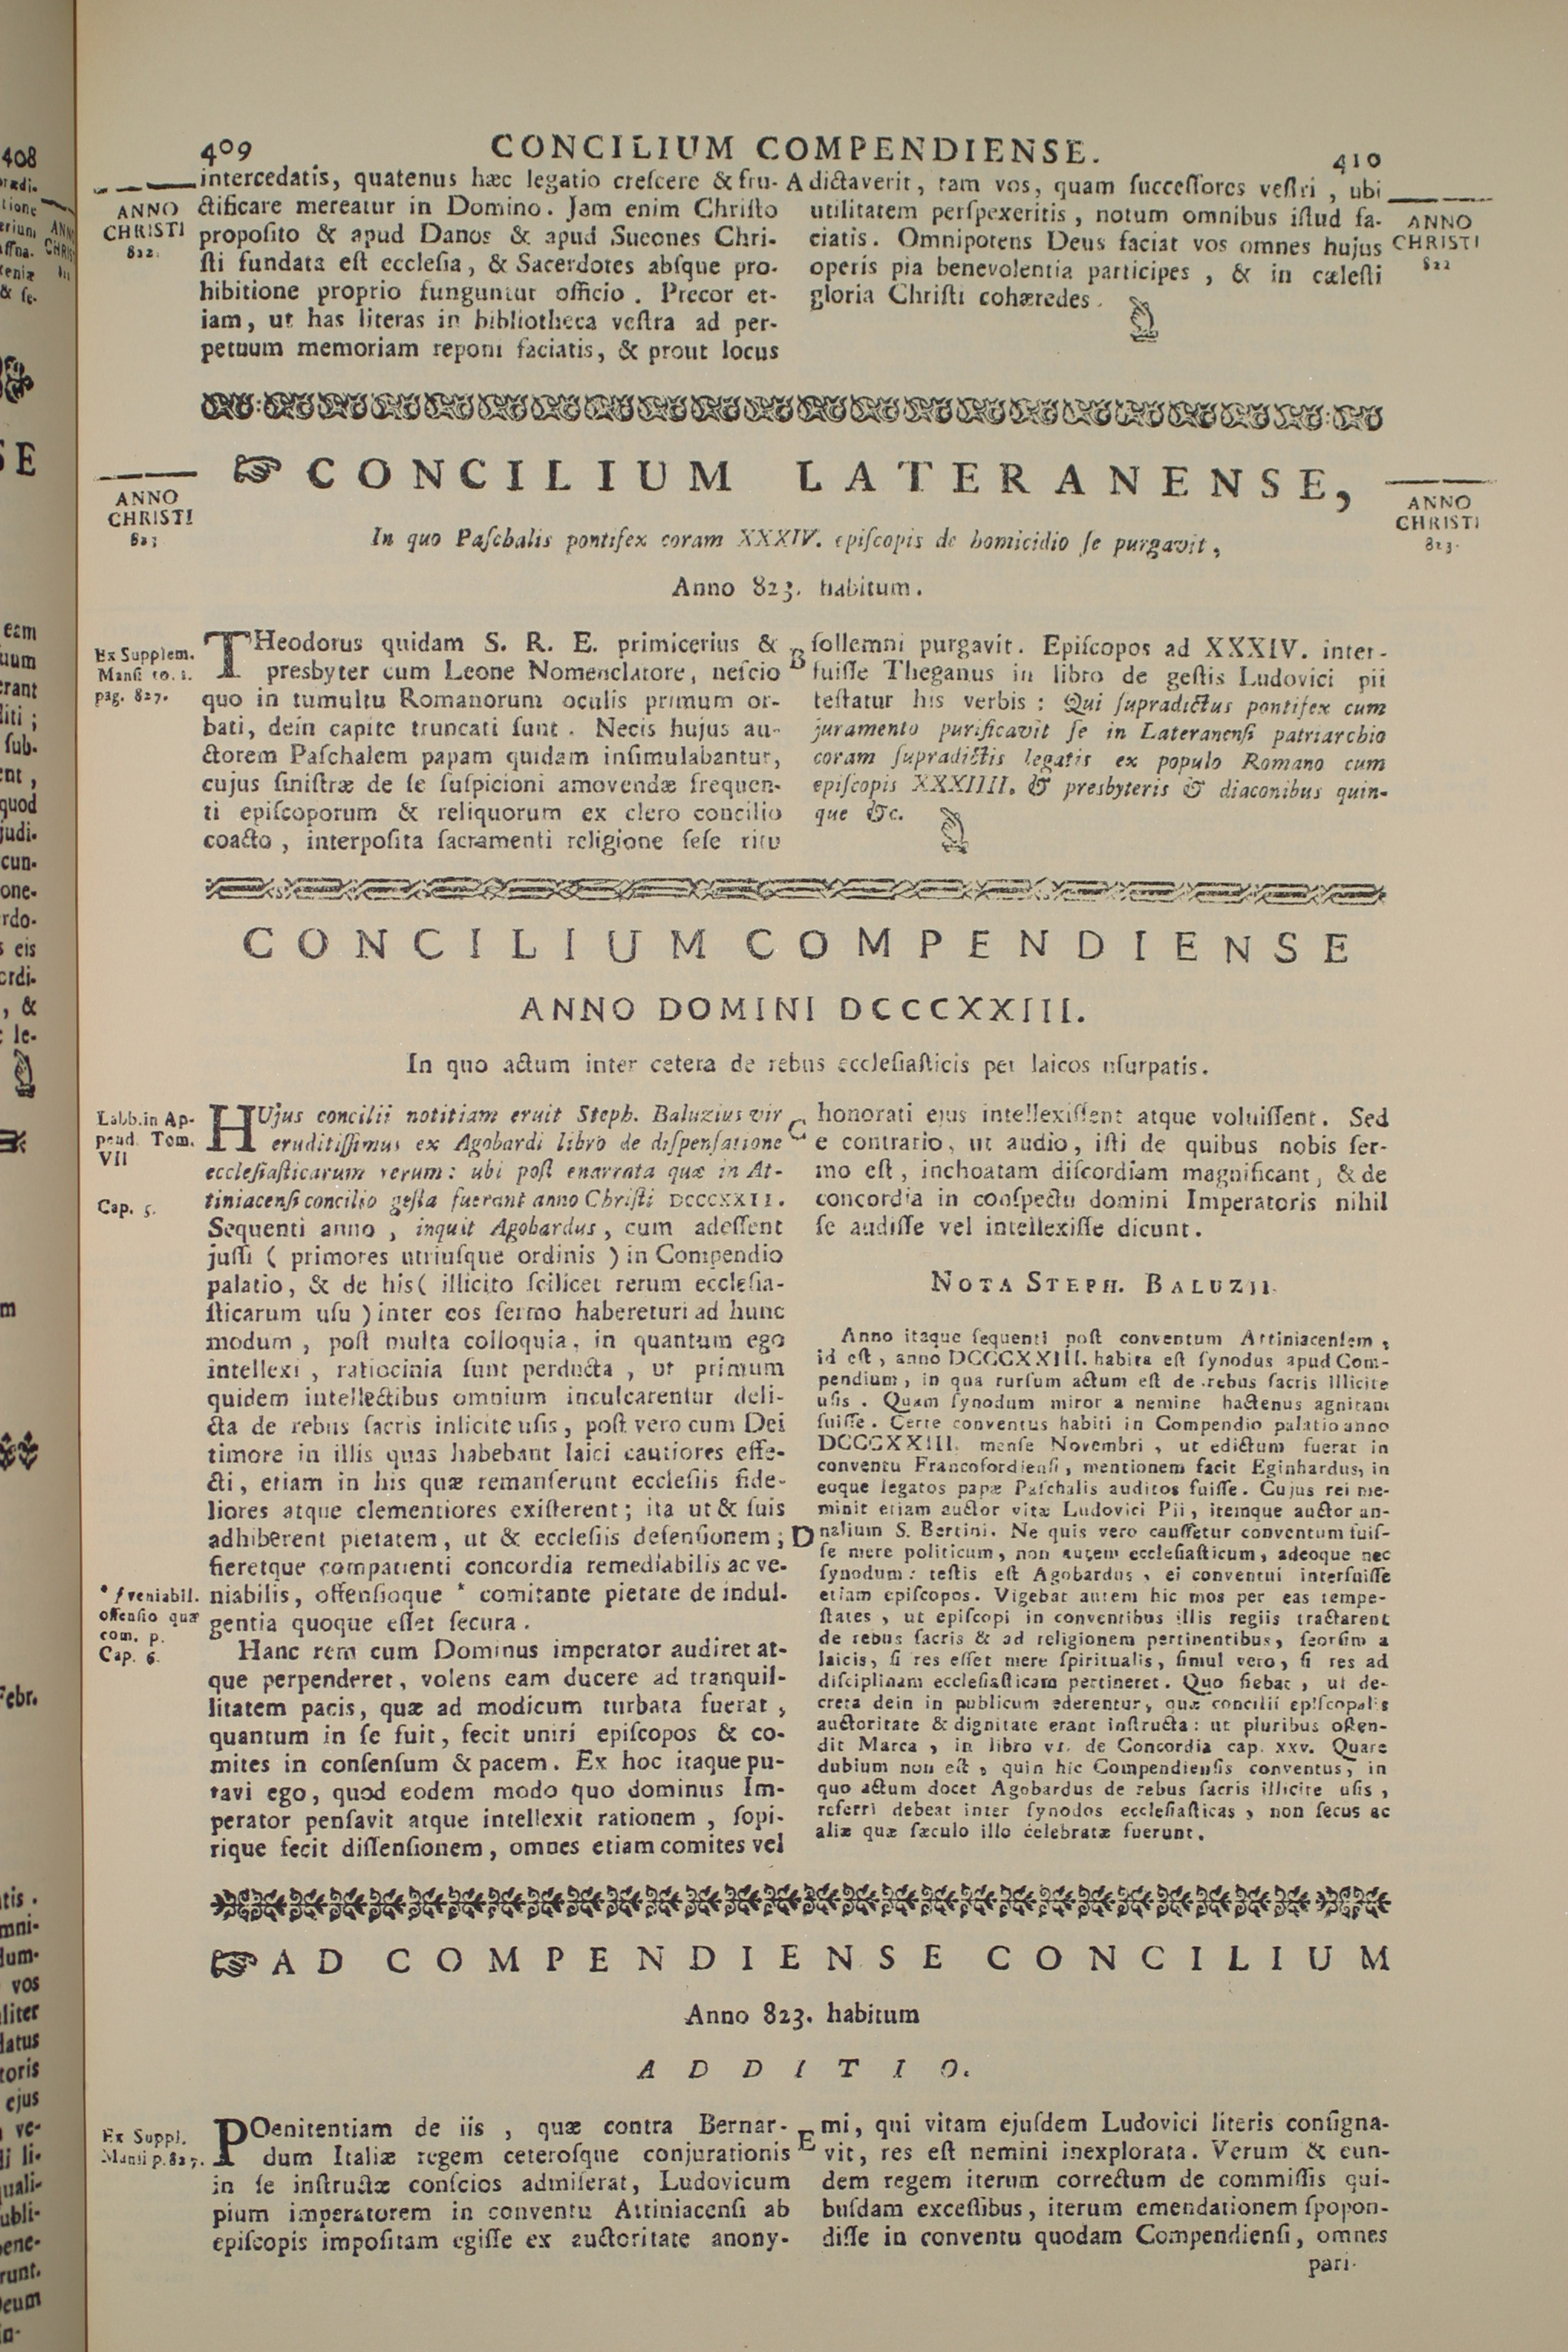 409
CONCILIUM COMPENDIENSE.
410
ANNO
CHRISTI
822.
intercedatis, quatenus hæc legatio creſcere & fru-
ctificare mereatur in Domino. Jam enim Chriſto
propoſito & apud Danos & apud Sueones Chri-
ſti fundata eſt eccleſia, & Sacerdotes abſque pro-
hibitione proprio funguntur officio. Precor et-
iam, ut has literas in bibliotheca veſtra ad per-
petuum memoriam reponi faciatis, & prout locus
A
dictaverit, tam vos, quam ſucceſſores veſtri, ubi
utilitatem perſpexeritis, notum omnibus iſtud fa-
ciatis. Omnipotens Deus faciat vos omnes hujus
operis pia benevolentia participes, & in cæleſti
gloria Chriſti cohæredes.
ANNO
CHRISTI
822
☞ CONCILIUM LATERANENSE,
ANNO
CHRISTI
823
ANNO
CHRISTI
823.
In quo Paſchalis pontifex coram XXXIV. epiſcopis de homicidio ſe purgavit,
Anno 823. habitum.
Ex Supplem.
Manſi to. 1.
pag. 827.
THeodorus quidam S. R. E. primicerius &
presbyter cum Leone Nomenclatore, neſcio
quo in tumultu Romanorum oculis primum or-
bati, dein capite truncati ſunt. Necis hujus au-
ctorem Paſchalem papam quidam inſimulabantur,
cujus ſiniſtræ de ſe ſuſpicioni amovendæ frequen-
ti epiſcoporum & reliquorum ex clero concilio
coacto, interpoſita ſacramenti religione ſeſe ritu
B
ſollemni purgavit. Epiſcopos ad XXXIV. inter-
fuiſſe Theganus in libro de geſtis Ludovici pii
teſtatur his verbis: Qui ſupradictus pontifex cum
juramento purificavit ſe in Lateranenſi patriarchio
coram ſupradictis legatis ex populo Romano cum
epiſcopis XXXIIII. & presbyteris & diaconibus quin-
que &c.
CONCILIUM COMPENDIENSE
ANNO DOMINI DCCCXXIII.
In quo actum inter cetera de rebus eccleſiaſticis per laicos uſurpatis.
Labb. in Ap-
pend. Tom.
VII
Cap. 5.
HUjus concilii notitiam eruit Steph. Baluzius vir
eruditiſſimus ex Agobardi libro de diſpenſatione
eccleſiaſticarum rerum: ubi poſt enarrata quæ in At-
tiniacenſi concilio geſta fuerant anno Chriſti DCCCXXII.
Sequenti anno, inquit Agobardus, cum adeſſent
juſſi ( primores utriuſque ordinis ) in Compendio
palatio, & de his ( illicito ſcilicet rerum eccleſia-
ſticarum uſu ) inter eos ſermo habereturi ad hunc
modum, poſt multa colloquia, in quantum ego
intellexi, ratiocinia ſunt perducta, ut primum
quidem intellectibus omnium inculcarentur deli-
cta de rebus ſacris inlicite uſis, poſt vero cum Dei
timore in illis quas habebant laici cautiores effe-
cti, etiam in his quæ remanſerunt eccleſiis fide-
liores atque clementiores exiſterent; ita ut & ſuis
adhiberent pietatem, ut & eccleſiis defenſionem;
fieretque compatienti concordia remediabilis ac ve-
niabilis, offenſioque * comitante pietate de indul-
gentia quoque eſſet ſecura.
* f veniabil.
offenſio quæ
com. p.
Cap. 6.
Hanc rem cum Dominus imperator audiret at-
que perpenderet, volens eam ducere ad tranquil-
litatem pacis, quæ ad modicum turbata fuerat,
quantum in ſe fuit, fecit uniri epiſcopos & co-
mites in conſenſum & pacem. Ex hoc itaque pu-
tavi ego, quod eodem modo quo dominus Im-
perator penſavit atque intellexit rationem, ſopi-
rique fecit diſſenſionem, omnes etiam comites vel
C
honorati ejus intellexiſſent atque voluiſſent. Sed
e contrario, ut audio, iſti de quibus nobis ſer-
mo eſt, inchoatam diſcordiam magnificant, & de
concordia in conſpectu domini Imperatoris nihil
ſe audiſſe vel intellexiſſe dicunt.
NOTA STEPH. BALUZII.
Anno itaque ſequenti poſt conventum Attiniacenſem,
id eſt, anno DCCCXXIII. habita eſt ſynodus apud Com-
pendium, in qua rurſum actum eſt de rebus ſacris illicite
uſis. Quam ſynodum miror a nemine hactenus agnitam
fuiſſe. Certe conventus habiti in Compendio palatio anno
DCCCXXIII. menſe Novembri, ut edictum fuerat in
conventu Francofordienſi, mentionem facit Eginhardus, in
eoque legatos papæ Paſchalis auditos fuiſſe. Cujus rei me-
minit etiam auctor vitæ Ludovici Pii, itemque auctor an-
D
nalium S. Bertini. Ne quis vero cauſſetur conventum fuiſ-
ſe mere politicum, non autem eccleſiaſticum, adeoque nec
ſynodum: teſtis eſt Agobardus, ei conventui interfuiſſe
etiam epiſcopos. Vigebat autem hic mos per eas tempe-
ſtates, ut epiſcopi in conventibus illis regiis tractarent
de rebus ſacris & ad religionem pertinentibus, ſeorſim a
laicis, ſi res eſſet mere ſpiritualis, ſimul vero, ſi res ad
diſciplinam eccleſiaſticam pertineret. Quo fiebat, ut de-
creta dein in publicum ederentur, quæ concilii epiſcopalis
auctoritate & dignitate erant inſtructa: ut pluribus oſten-
dit Marca, in libro VI. de Concordia cap. XXV. Quare
dubium non eſt, quin hic Compendienſis conventus, in
quo actum docet Agobardus de rebus ſacris illicite uſis,
referri debeat inter ſynodos eccleſiaſticas, non ſecus ac
aliæ quæ ſæculo illo celebratæ fuerunt.
☞ AD COMPENDIENSE CONCILIUM
Anno 823. habitum
ADDITIO.
Ex Suppl.
Manſi p. 827.
POenitentiam de iis, quæ contra Bernar-
dum Italiæ regem ceteroſque conjurationis
in ſe inſtructæ conſcios admiſerat, Ludovicum
pium imperatorem in conventu Attiniacenſi ab
epiſcopis impoſitam egiſſe ex auctoritate anony-
E
mi, qui vitam ejuſdem Ludovici literis conſigna-
vit, res eſt nemini inexplorata. Verum & eun-
dem regem iterum correctum de commiſſis qui-
buſdam exceſſibus, iterum emendationem ſpopon-
diſſe in conventu quodam Compendienſi, omnes
pari-